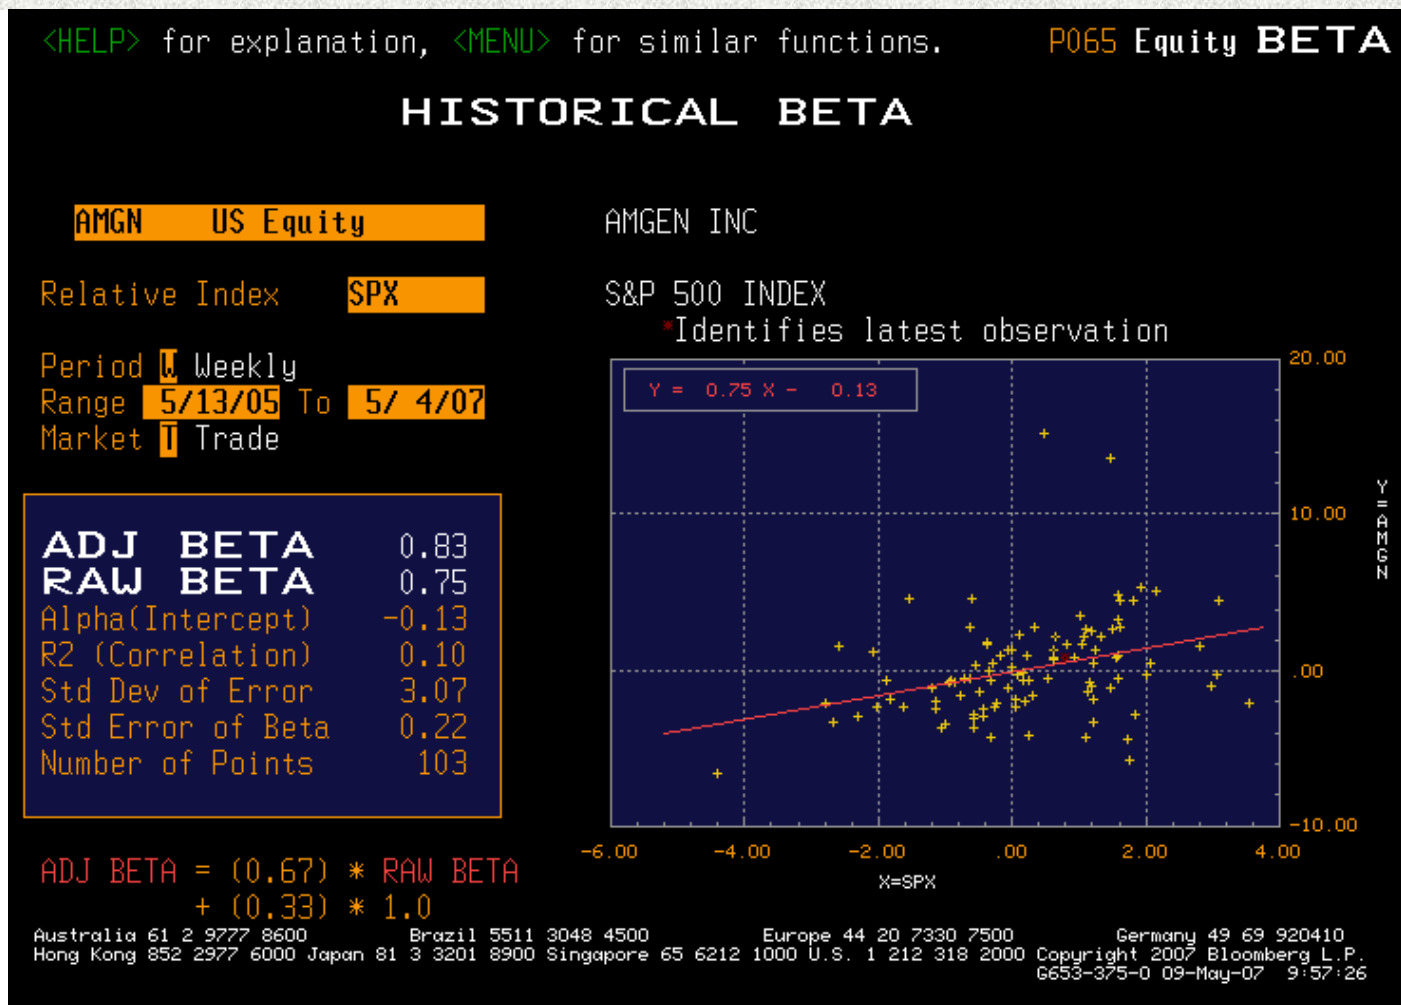 <HELP> for explanation, <MENU> for similar functions. P065 Equity BETA
HISTORICAL BETA
AMGN US Equity
AMGEN INC
Relative Index SPX
S&P 500 INDEX
*Identifies latest observation
Period W Weekly
Range 5/13/05 To 5/ 4/07
Market T Trade
ADJ BETA 0.83
RAW BETA 0.75
Alpha(Intercept) -0.13
R2 (Correlation) 0.10
Std Dev of Error 3.07
Std Error of Beta 0.22
Number of Points 103
ADJ BETA = (0.67) * RAW BETA
+ (0.33) * 1.0
Y = 0.75 X - 0.13
20.00
10.00
.00
-10.00
Y=AMGN
-6.00 -4.00 -2.00 .00 2.00 4.00
X=SPX
Australia 61 2 9777 8600 Brazil 5511 3048 4500 Europe 44 20 7330 7500 Germany 49 69 920410
Hong Kong 852 2977 6000 Japan 81 3 3201 8900 Singapore 65 6212 1000 U.S. 1 212 318 2000 Copyright 2007 Bloomberg L.P.
G653-375-0 09-May-07 9:57:26